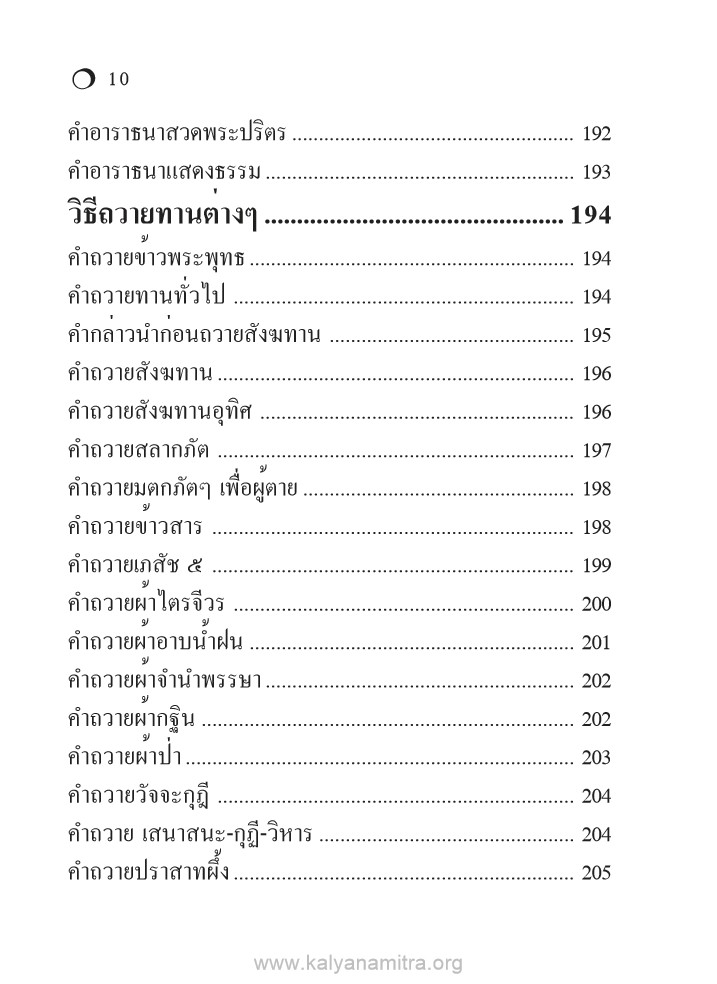 10
คำอาราธนาสวดพระปริตร ..................................................... 192
คำอาราธนาแสดงธรรม .......................................................... 193
วิธีถวายทานต่างๆ .............................................. 194
คำถวายข้าวพระพุทธ ............................................................. 194
คำถวายทานทั่วไป ................................................................ 194
คำกล่าวนำก่อนถวายสังฆทาน .............................................. 195
คำถวายสังฆทาน ................................................................... 196
คำถวายสังฆทานอุทิศ ........................................................... 196
คำถวายสลากภัต ................................................................... 197
คำถวายมตกภัตๆ เพื่อผู้ตาย ................................................... 198
คำถวายข้าวสาร .................................................................... 198
คำถวายเภสัช ๕ .................................................................... 199
คำถวายผ้าไตรจีวร ................................................................ 200
คำถวายผ้าอาบน้ำฝน ............................................................. 201
คำถวายผ้าจำนำพรรษา .......................................................... 202
คำถวายผ้ากฐิน ...................................................................... 202
คำถวายผ้าป่า ......................................................................... 203
คำถวายวัจจะกุฎี ................................................................... 204
คำถวาย เสนาสนะ-กุฏี-วิหาร ................................................ 204
คำถวายปราสาทผึ้ง ................................................................ 205
www.kalyanamitra.org